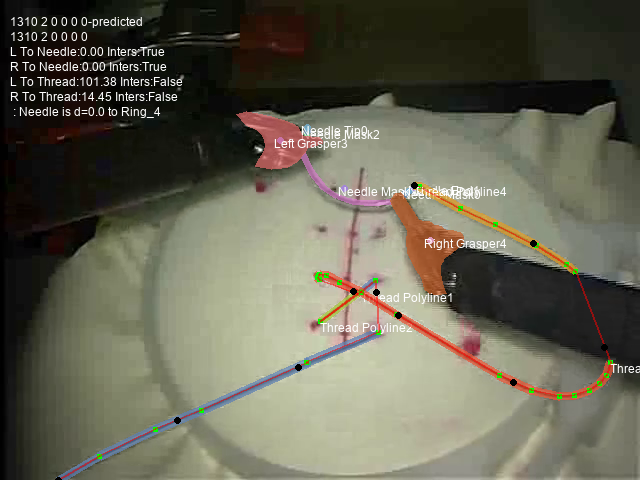 1310 2 0 0 0 0-predicted
1310 2 0 0 0 0
L To Needle:0.00 Inters:True
R To Needle:0.00 Inters:True
L To Thread:101.38 Inters:False
R To Thread:14.45 Inters:False
: Needle is d=0.0 to Ring_4
Needle Tip0
Needle Mask2
Left Grasper3
Needle Mask
Right Grasper4
Thread Polyline1
Thread Polyline2